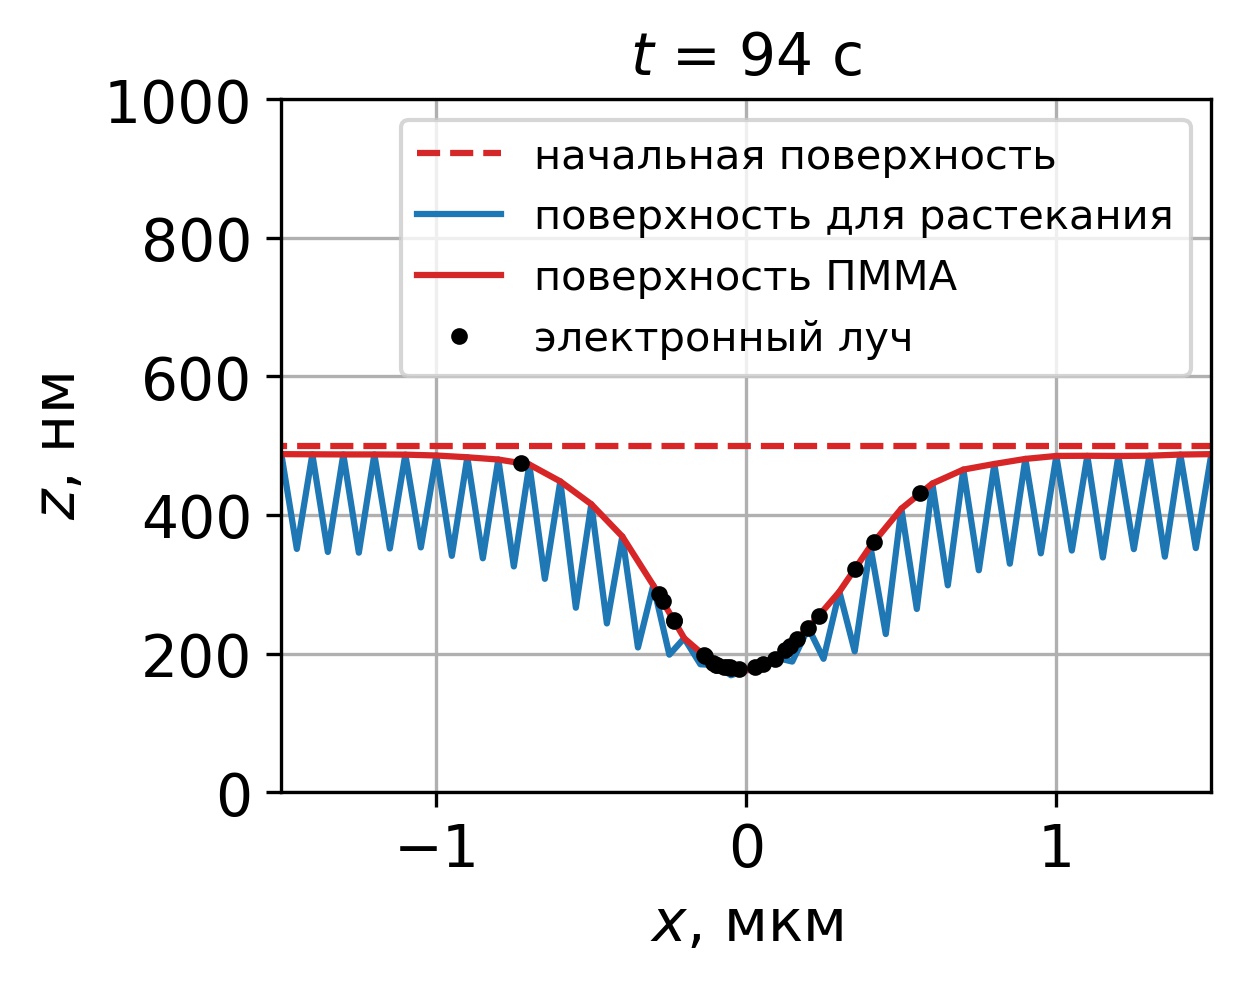 t = 94 с
1000
800
600
400
200
0
z, нм
начальная поверхность
поверхность для растекания
поверхность ПММА
электронный луч
−1 0 1
x, мкм